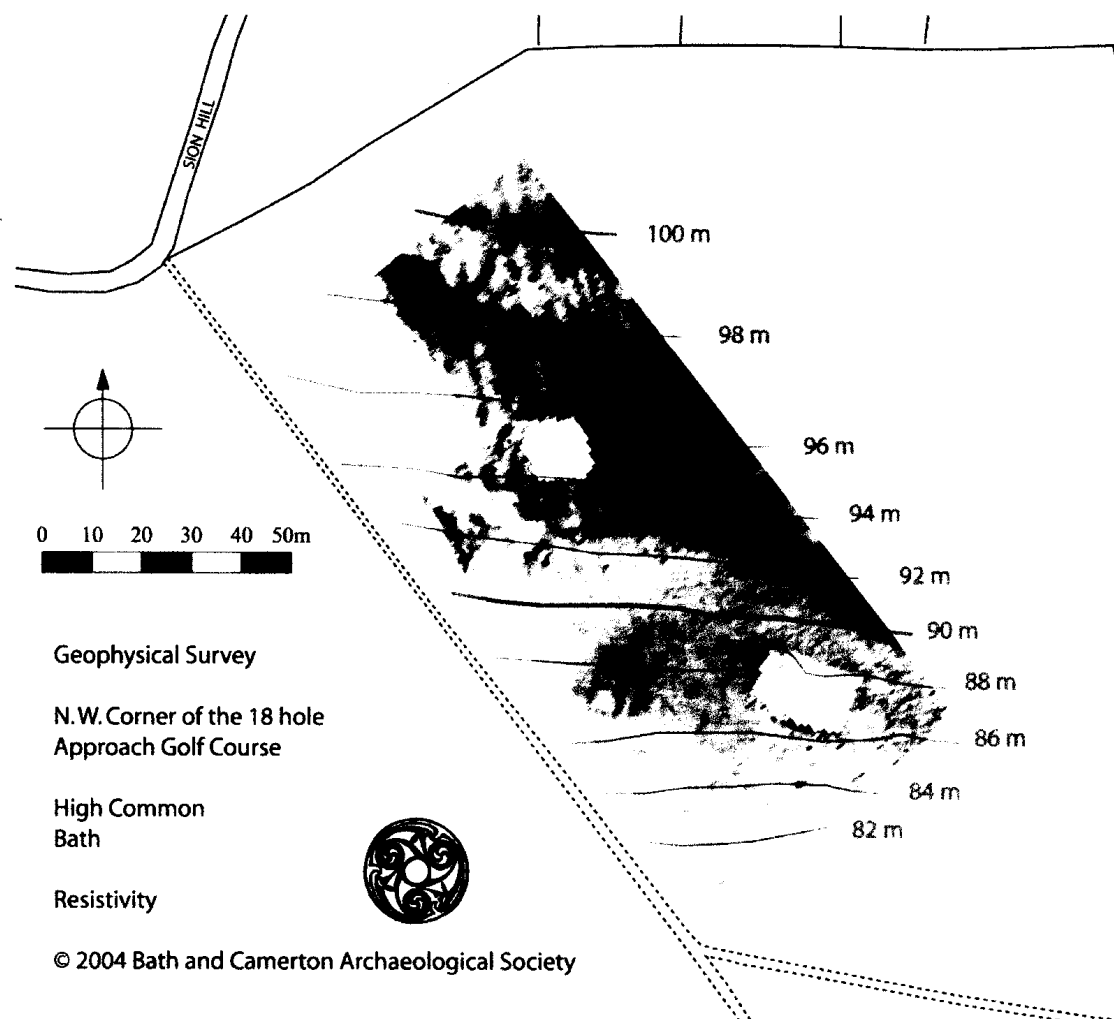 SION HILL
100 m
98 m
96 m
94 m
92 m
90 m
88 m
86 m
84 m
82 m
0 10 20 30 40 50m
Geophysical Survey
N.W. Corner of the 18 hole
Approach Golf Course
High Common
Bath
Resistivity
© 2004 Bath and Camerton Archaeological Society